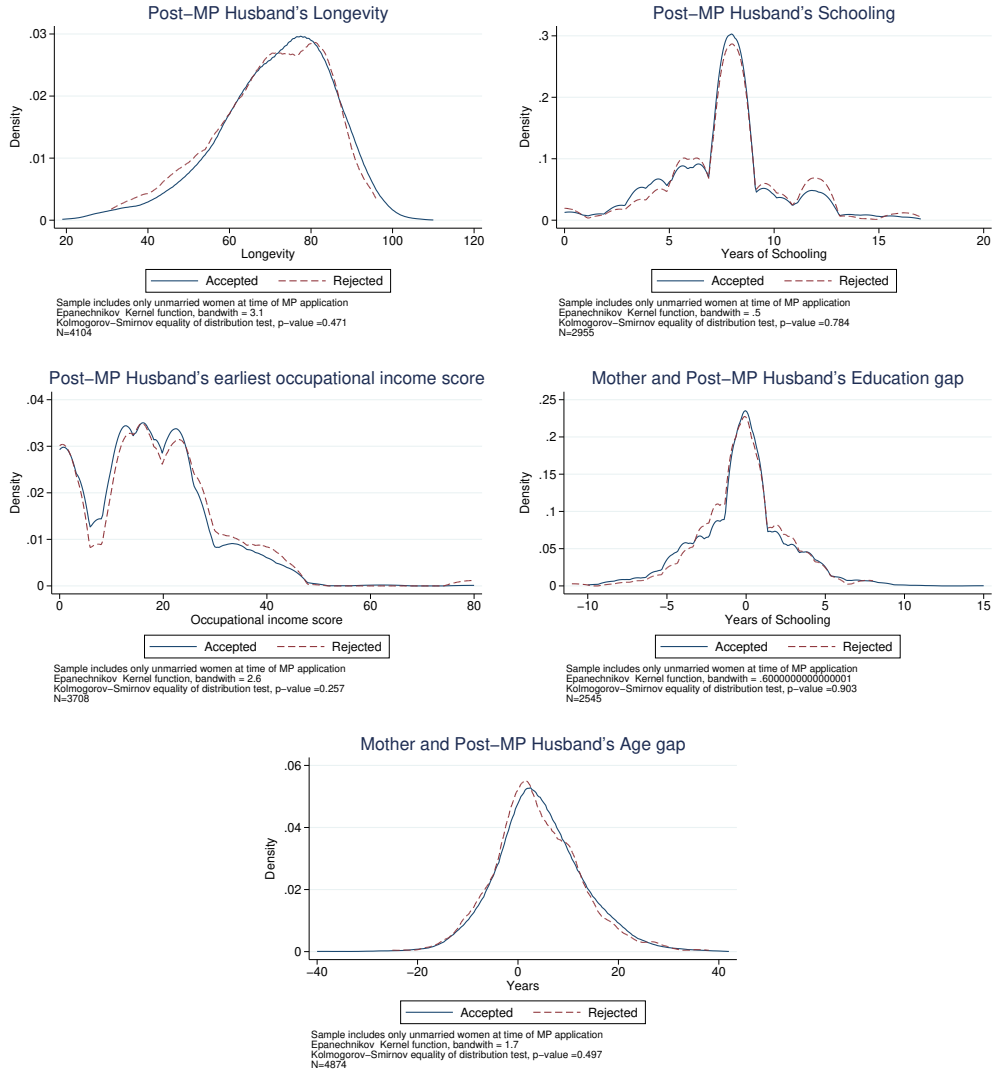 Post−MP Husband's Longevity
Density
.03
.02
.01
0
20 40 60 80 100 120
Longevity
Accepted Rejected
Sample includes only unmarried women at time of MP application
Epanechnikov Kernel function, bandwith = 3.1
Kolmogorov−Smirnov equality of distribution test, p−value =0.471
N=4104
Post−MP Husband's Schooling
Density
.3
.2
.1
0
0 5 10 15 20
Years of Schooling
Accepted Rejected
Sample includes only unmarried women at time of MP application
Epanechnikov Kernel function, bandwith = .5
Kolmogorov−Smirnov equality of distribution test, p−value =0.784
N=2955
Post−MP Husband's earliest occupational income score
Density
.04
.03
.02
.01
0
0 20 40 60 80
Occupational income score
Accepted Rejected
Sample includes only unmarried women at time of MP application
Epanechnikov Kernel function, bandwith = 2.6
Kolmogorov−Smirnov equality of distribution test, p−value =0.257
N=3708
Mother and Post−MP Husband's Education gap
Density
.25
.2
.15
.1
.05
0
−10 −5 0 5 10 15
Years of Schooling
Accepted Rejected
Sample includes only unmarried women at time of MP application
Epanechnikov Kernel function, bandwith = .6000000000000001
Kolmogorov−Smirnov equality of distribution test, p−value =0.903
N=2545
Mother and Post−MP Husband's Age gap
Density
.06
.04
.02
0
−40 −20 0 20 40
Years
Accepted Rejected
Sample includes only unmarried women at time of MP application
Epanechnikov Kernel function, bandwith = 1.7
Kolmogorov−Smirnov equality of distribution test, p−value =0.497
N=4874